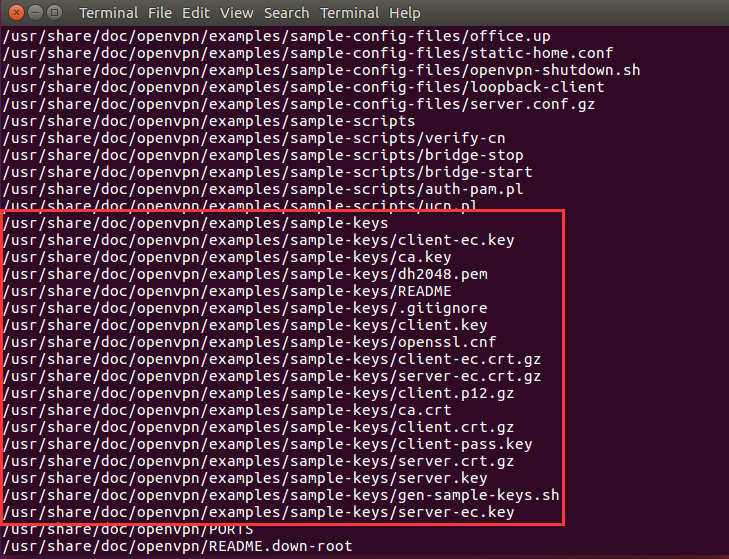 Terminal File Edit View Search Terminal Help
/usr/share/doc/openvpn/examples/sample-config-files/office.up
/usr/share/doc/openvpn/examples/sample-config-files/static-home.conf
/usr/share/doc/openvpn/examples/sample-config-files/openvpn-shutdown.sh
/usr/share/doc/openvpn/examples/sample-config-files/loopback-client
/usr/share/doc/openvpn/examples/sample-config-files/server.conf.gz
/usr/share/doc/openvpn/examples/sample-scripts
/usr/share/doc/openvpn/examples/sample-scripts/verify-cn
/usr/share/doc/openvpn/examples/sample-scripts/bridge-stop
/usr/share/doc/openvpn/examples/sample-scripts/bridge-start
/usr/share/doc/openvpn/examples/sample-scripts/auth-pam.pl
/usr/share/doc/openvpn/examples/sample-scripts/ucn.pl
/usr/share/doc/openvpn/examples/sample-keys
/usr/share/doc/openvpn/examples/sample-keys/client-ec.key
/usr/share/doc/openvpn/examples/sample-keys/ca.key
/usr/share/doc/openvpn/examples/sample-keys/dh2048.pem
/usr/share/doc/openvpn/examples/sample-keys/README
/usr/share/doc/openvpn/examples/sample-keys/.gitignore
/usr/share/doc/openvpn/examples/sample-keys/client.key
/usr/share/doc/openvpn/examples/sample-keys/openssl.cnf
/usr/share/doc/openvpn/examples/sample-keys/client-ec.crt.gz
/usr/share/doc/openvpn/examples/sample-keys/server-ec.crt.gz
/usr/share/doc/openvpn/examples/sample-keys/client.p12.gz
/usr/share/doc/openvpn/examples/sample-keys/ca.crt
/usr/share/doc/openvpn/examples/sample-keys/client.crt.gz
/usr/share/doc/openvpn/examples/sample-keys/client-pass.key
/usr/share/doc/openvpn/examples/sample-keys/server.crt.gz
/usr/share/doc/openvpn/examples/sample-keys/server.key
/usr/share/doc/openvpn/examples/sample-keys/gen-sample-keys.sh
/usr/share/doc/openvpn/examples/sample-keys/server-ec.key
/usr/share/doc/openvpn/PORTS
/usr/share/doc/openvpn/README.down-root